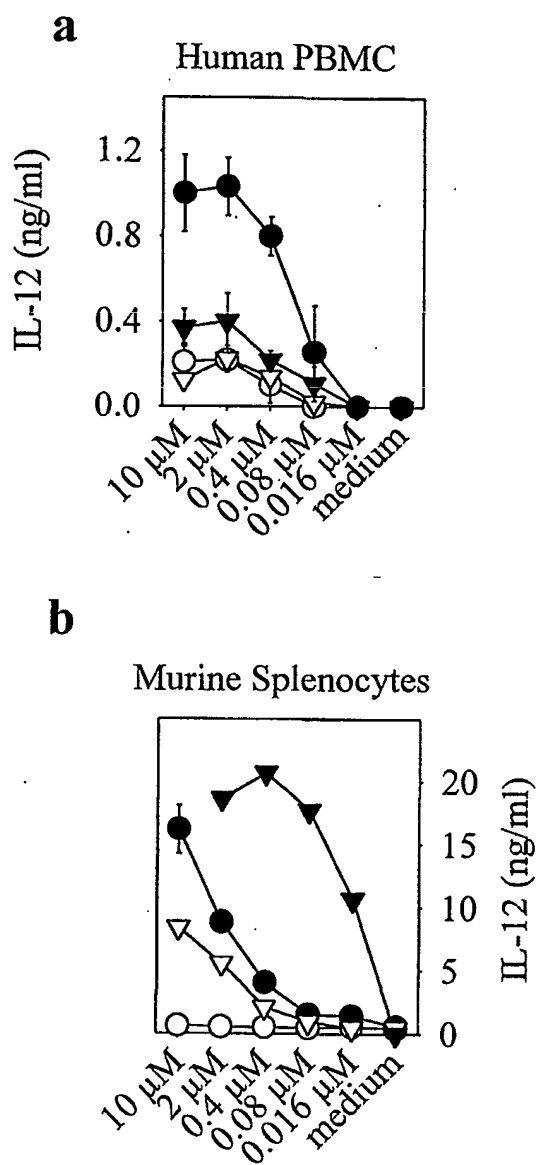 a
Human PBMC
IL-12 (ng/ml)
1.2
0.8
0.4
0.0
10 µM
2 µM
0.4 µM
0.08 µM
0.016 µM
medium
b
Murine Splenocytes
20
15
10
5
0
IL-12 (ng/ml)
10 µM
2 µM
0.4 µM
0.08 µM
0.016 µM
medium